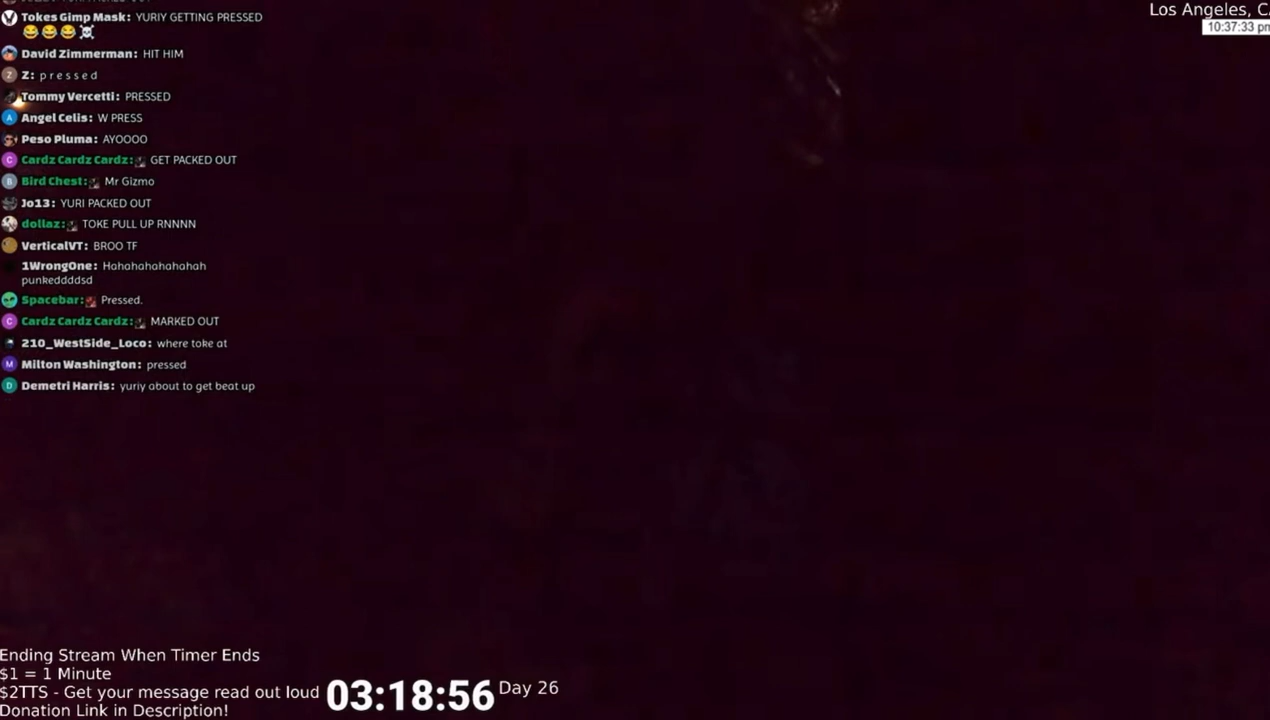 Los Angeles, C
10:37:33 pm
Tokes Gimp Mask: YURIY GETTING PRESSED
😂😂😂☠️
David Zimmerman: HIT HIM
Z: p r e s s e d
Tommy Vercetti: PRESSED
Angel Celis: W PRESS
Peso Pluma: AYOOOO
Cardz Cardz Cardz: GET PACKED OUT
Bird Chest: Mr Gizmo
Jo13: YURI PACKED OUT
dollaz: TOKE PULL UP RNNNN
VerticalVT: BROO TF
1WrongOne: Hahahahahahahah
punkeddddsd
Spacebar: Pressed.
Cardz Cardz Cardz: MARKED OUT
210_WestSide_Loco: where toke at
Milton Washington: pressed
Demetri Harris: yuriy about to get beat up
Ending Stream When Timer Ends
$1 = 1 Minute
$2TTS - Get your message read out loud
Donation Link in Description!
03:18:56
Day 26